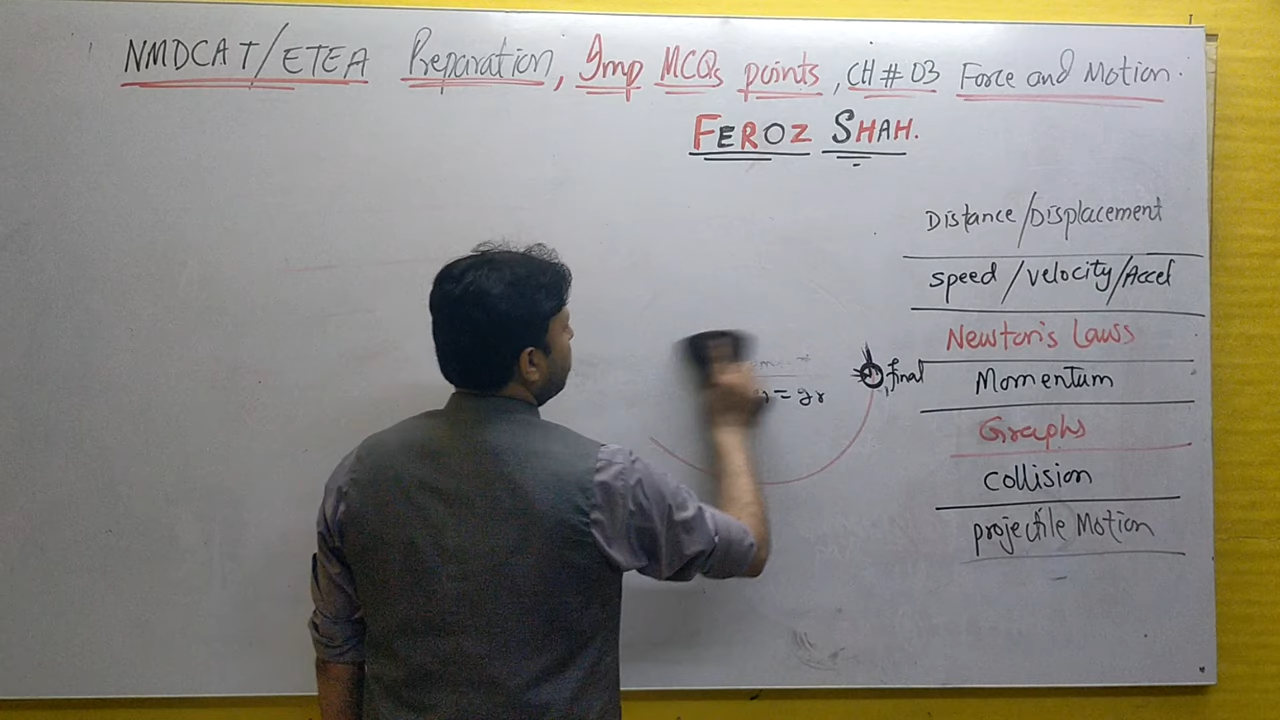 NMDCAT/ETEA Preparation, Imp MCQs points, CH # 03 Force and Motion.
FEROZ SHAH.
Distance/Displacement
speed/velocity/Accel
Newton's Laws
Momentum
Graphs
collision
projectile Motion
final
= 2r